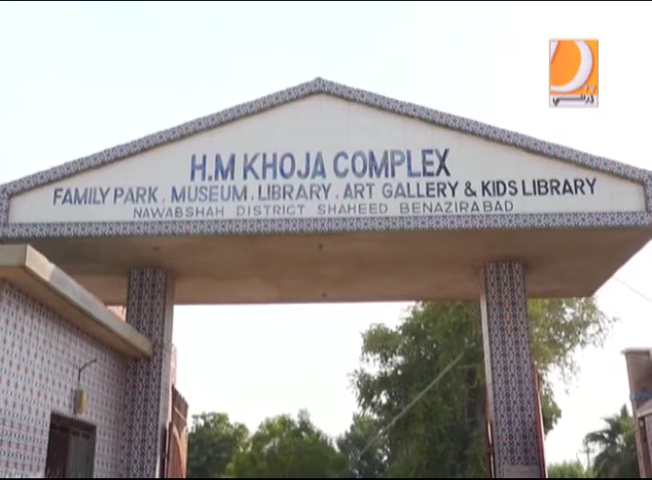 H.M KHOJA COMPLEX
FAMILY PARK , MUSEUM , LIBRARY , ART GALLERY & KIDS LIBRARY
NAWABSHAH DISTRICT SHAHEED BENAZIRABAD